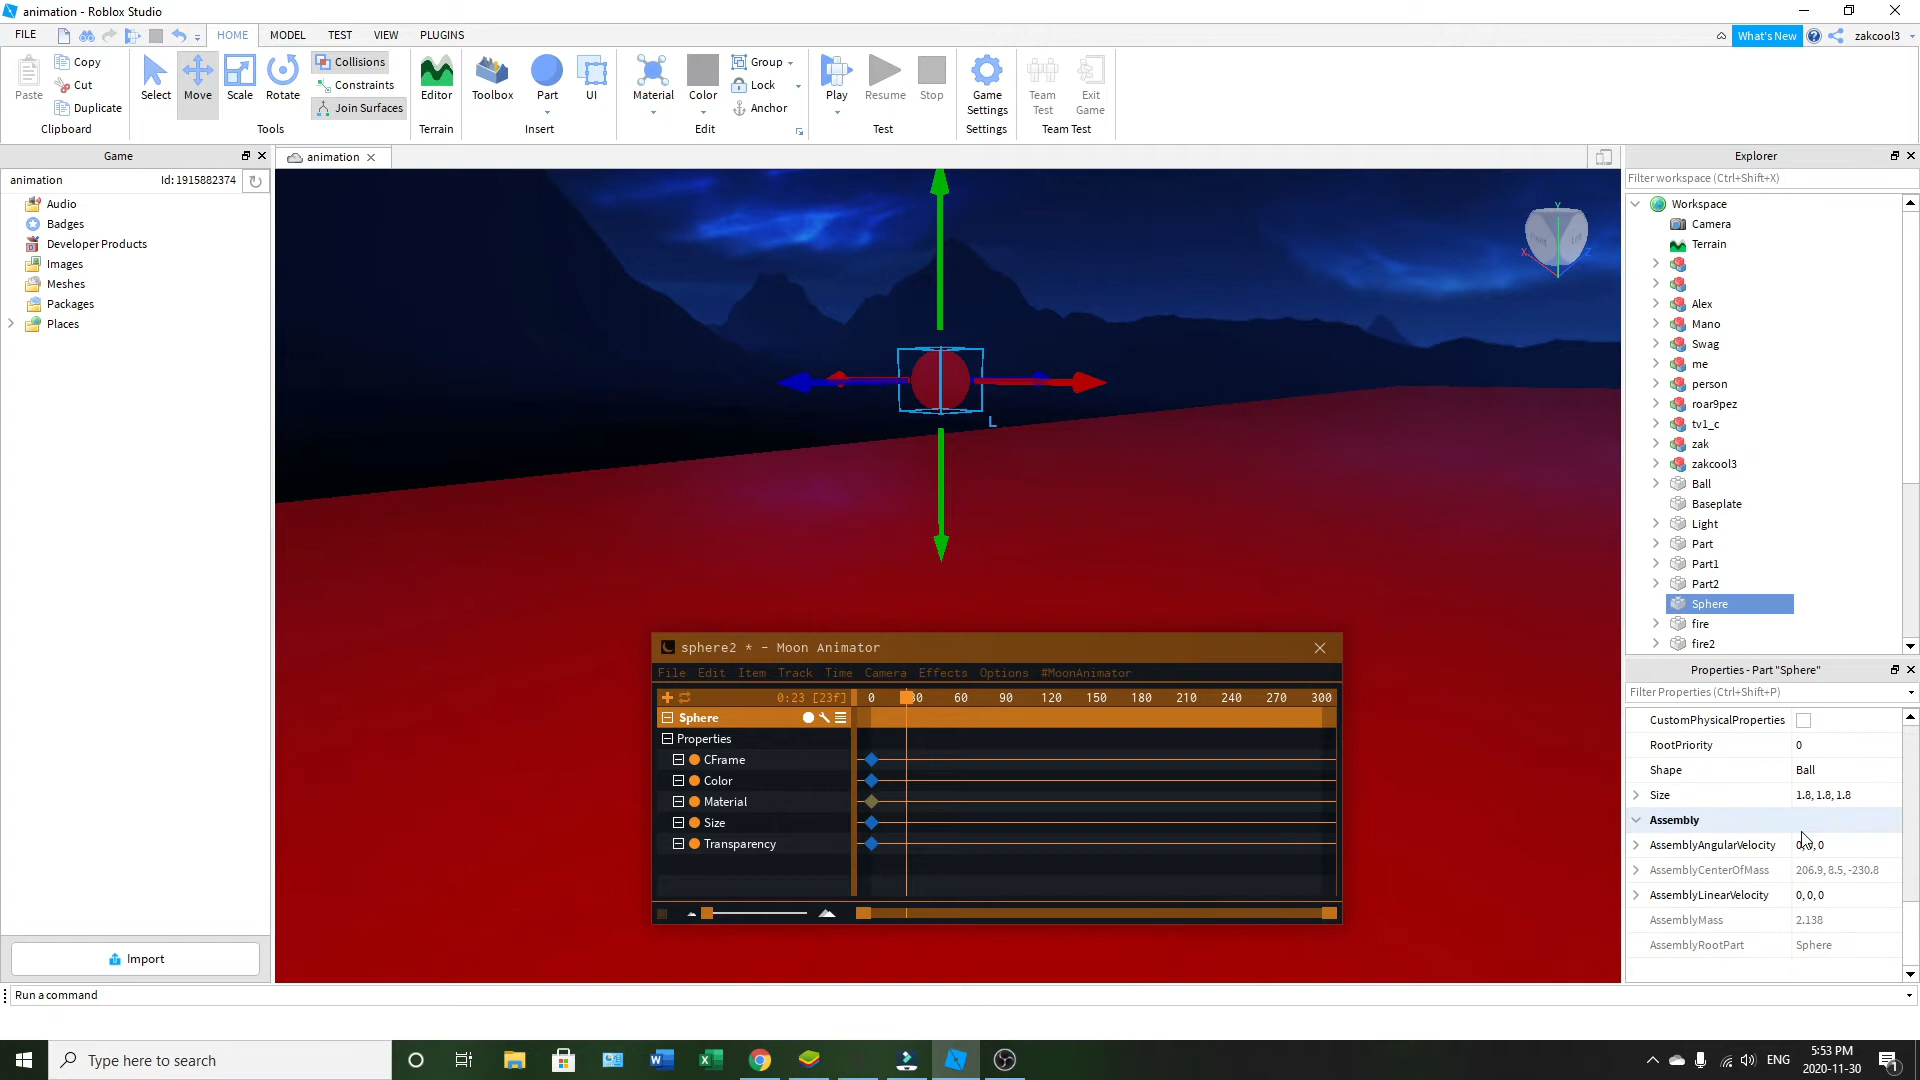 animation - Roblox Studio
FILE
HOME MODEL TEST VIEW PLUGINS
What's New
zakcool3
Paste
Copy
Cut
Duplicate
Clipboard
Select Move Scale Rotate
Collisions
Constraints
Join Surfaces
Tools
Editor
Terrain
Toolbox Part UI
Insert
Material Color
Group
Lock
Anchor
Edit
Play Resume Stop
Test
Game Settings
Settings
Team Test
Exit Game
Team Test
Game
animation Id: 1915882374
Audio
Badges
Developer Products
Images
Meshes
Packages
Places
Import
animation
L
sphere2 * - Moon Animator
File Edit Item Track Time Camera Effects Options #MoonAnimator
0:23 [23f] 0 30 60 90 120 150 180 210 240 270 300
Sphere
Properties
CFrame
Color
Material
Size
Transparency
Explorer
Filter workspace (Ctrl+Shift+X)
Workspace
Camera
Terrain
Alex
Mano
Swag
me
person
roar9pez
tv1_c
zak
zakcool3
Ball
Baseplate
Light
Part
Part1
Part2
Sphere
fire
fire2
Properties - Part "Sphere"
Filter Properties (Ctrl+Shift+P)
CustomPhysicalProperties
RootPriority 0
Shape Ball
Size 1.8, 1.8, 1.8
Assembly
AssemblyAngularVelocity 0, 0, 0
AssemblyCenterOfMass 206.9, 8.5, -230.8
AssemblyLinearVelocity 0, 0, 0
AssemblyMass 2.138
AssemblyRootPart Sphere
Run a command
Type here to search
ENG
5:53 PM
2020-11-30